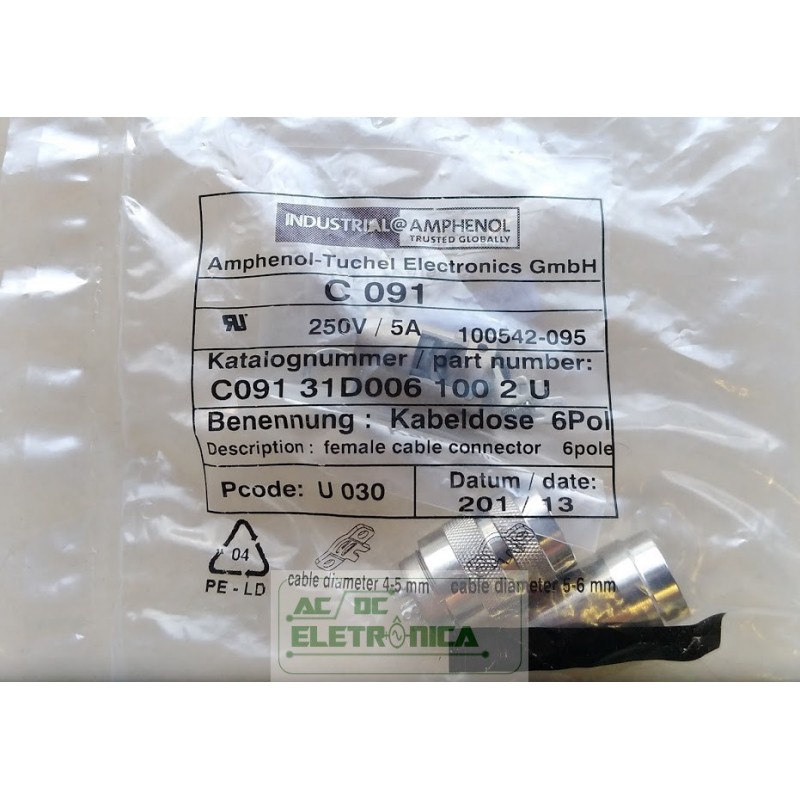 INDUSTRIAL@AMPHENOL
TRUSTED GLOBALLY
Amphenol-Tuchel Electronics GmbH
C 091
250V / 5A 100542-095
Katalognummer / part number:
C091 31D006 100 2 U
Benennung : Kabeldose 6Pol
Description : female cable connector 6pole
Pcode: U 030
Datum / date:
201 / 13
04
PE - LD
cable diameter 4-5 mm
cable diameter 5-6 mm
AC/DC
ELETRÔNICA